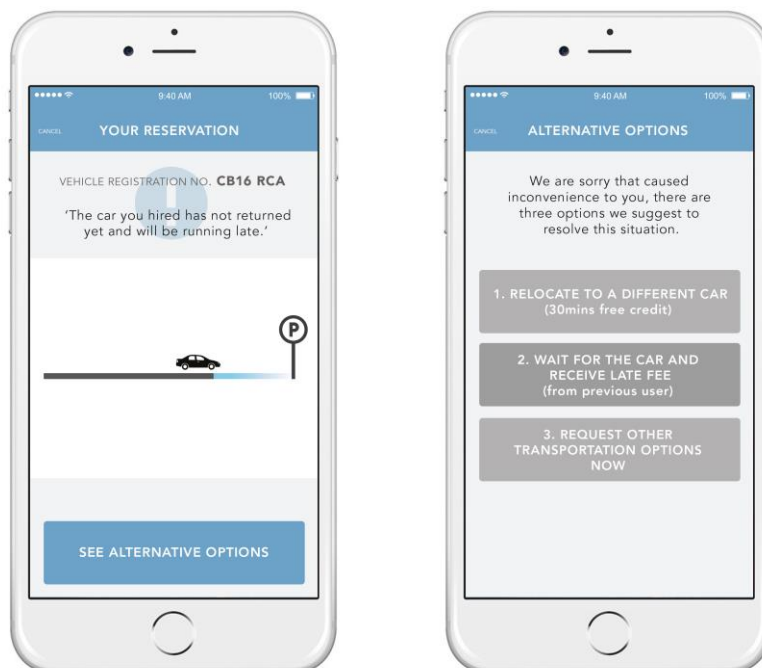 9:40 AM 100%
CANCEL YOUR RESERVATION
VEHICLE REGISTRATION NO. CB16 RCA
!
‘The car you hired has not returned
yet and will be running late.’
P
SEE ALTERNATIVE OPTIONS
9:40 AM 100%
CANCEL ALTERNATIVE OPTIONS
We are sorry that caused
inconvenience to you, there are
three options we suggest to
resolve this situation.
1. RELOCATE TO A DIFFERENT CAR
(30mins free credit)
2. WAIT FOR THE CAR AND
RECEIVE LATE FEE
(from previous user)
3. REQUEST OTHER
TRANSPORTATION OPTIONS
NOW